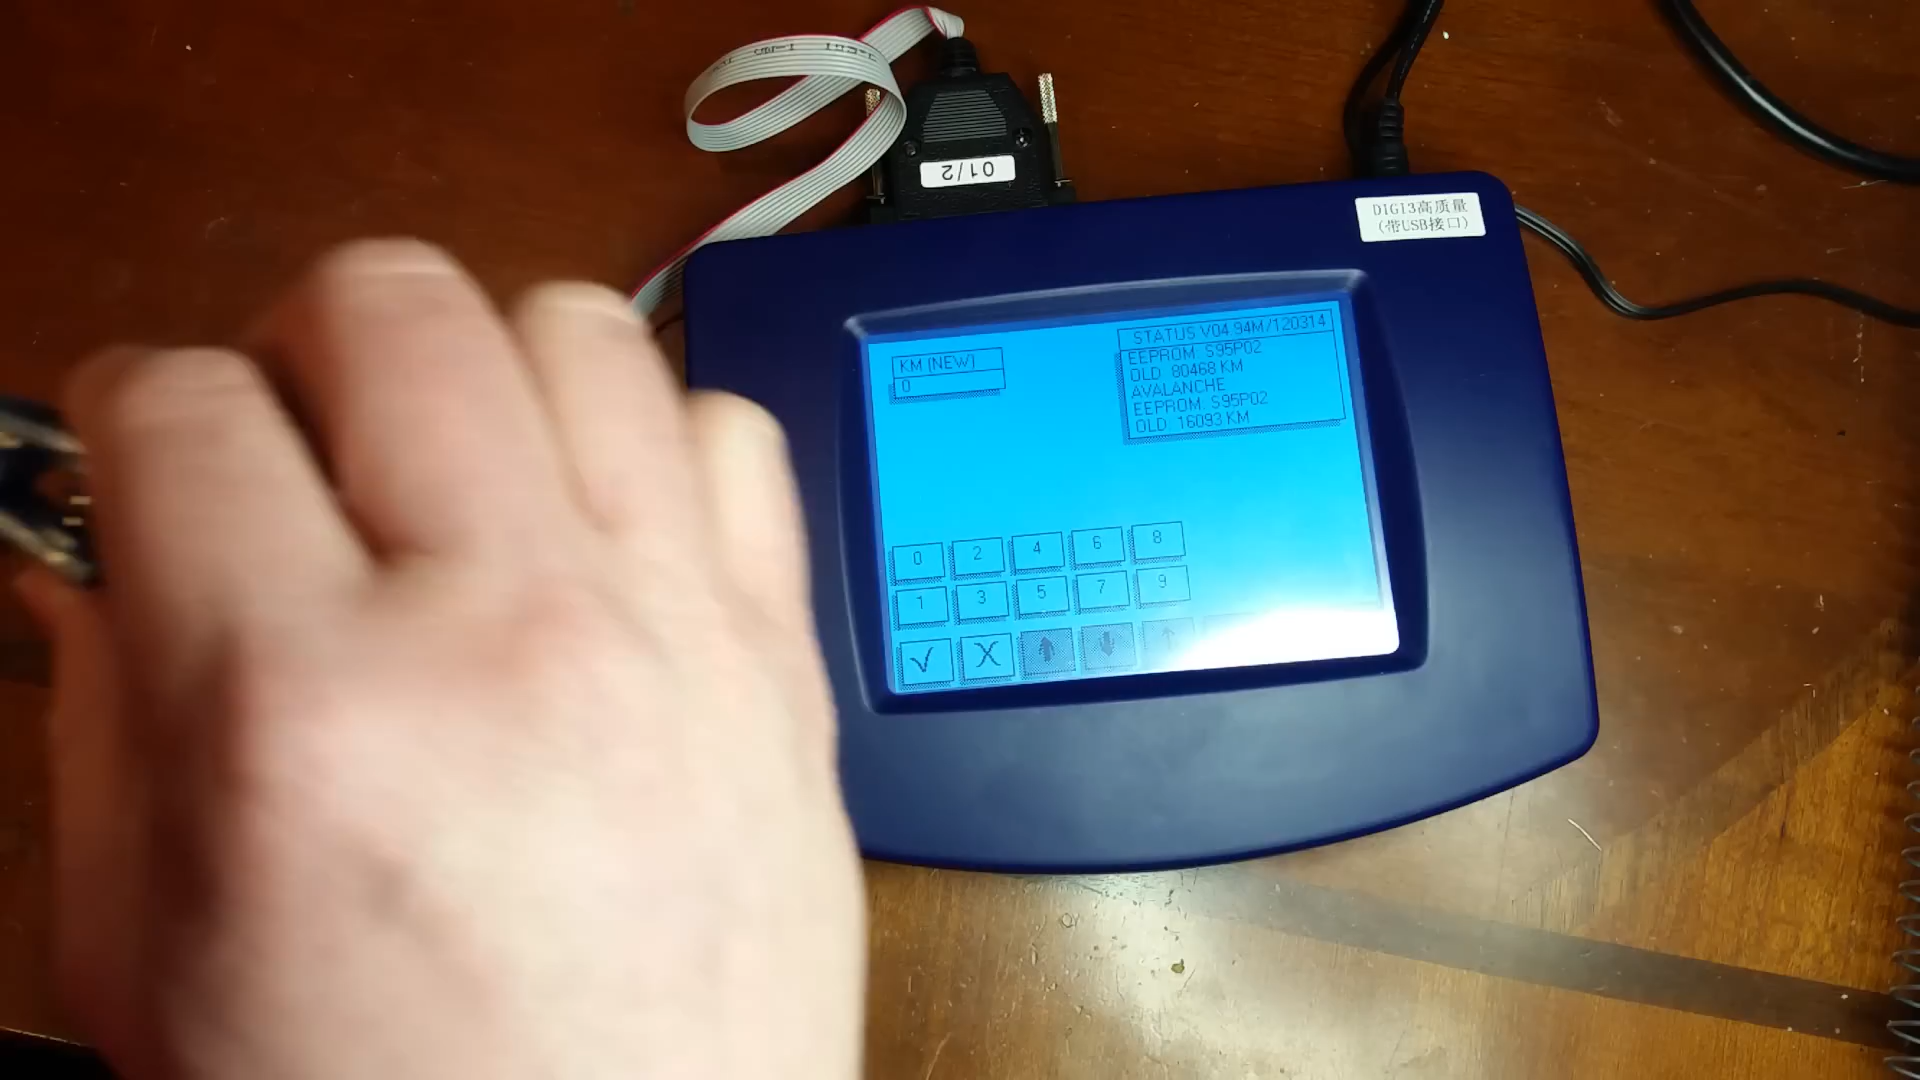 01/2
DIGI3高质量
(带USB接口)
KM (NEW)
0
STATUS V04.94M/120314
EEPROM S95P02
OLD 80468 KM
AVALANCHE
EEPROM S95P02
OLD 16093 KM
0 2 4 6 8
1 3 5 7 9
√ X